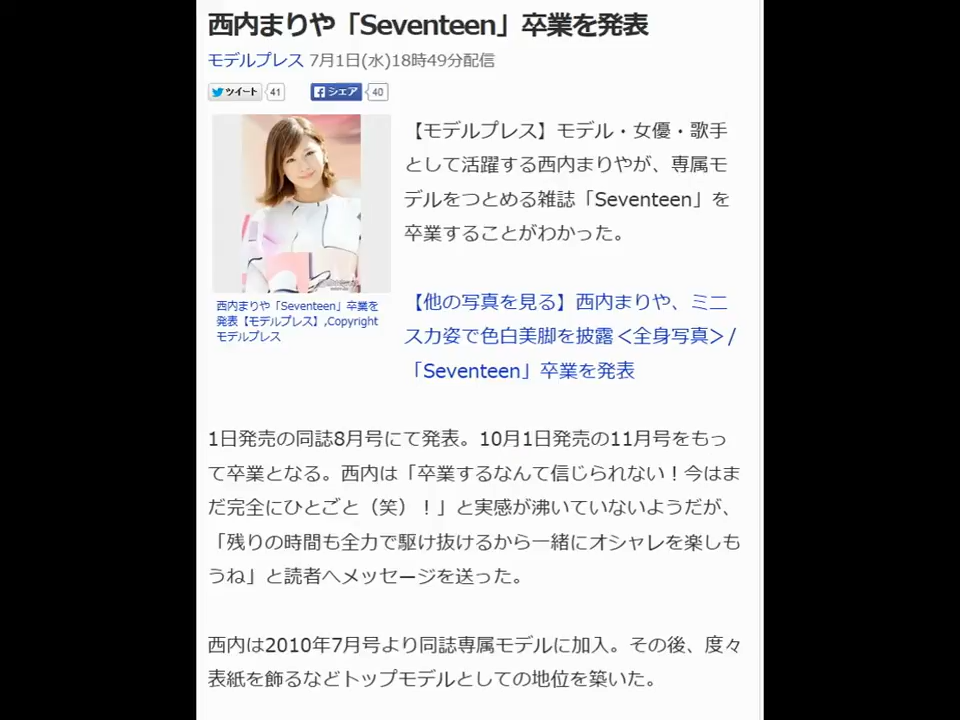 西内まりや「Seventeen」卒業を発表
モデルプレス 7月1日(水)18時49分配信
ツイート 41 シェア 40
【モデルプレス】モデル・女優・歌手
として活躍する西内まりやが、専属モ
デルをつとめる雑誌「Seventeen」を
卒業することがわかった。
西内まりや「Seventeen」卒業を
発表【モデルプレス】,Copyright
モデルプレス
【他の写真を見る】西内まりや、ミニ
スカ姿で色白美脚を披露＜全身写真＞/
「Seventeen」卒業を発表
1日発売の同誌8月号にて発表。10月1日発売の11月号をもっ
て卒業となる。西内は「卒業するなんて信じられない！今はま
だ完全にひとごと（笑）！」と実感が沸いていないようだが、
「残りの時間も全力で駆け抜けるから一緒にオシャレを楽しも
うね」と読者へメッセージを送った。
西内は2010年7月号より同誌専属モデルに加入。その後、度々
表紙を飾るなどトップモデルとしての地位を築いた。